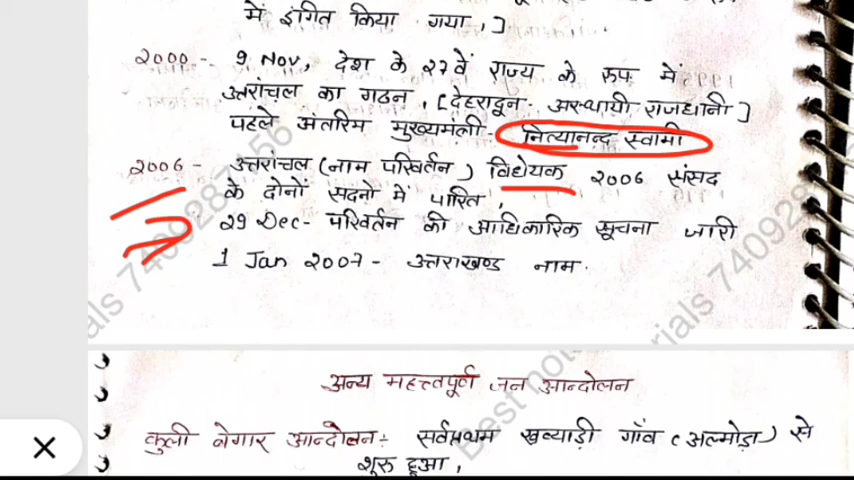 में इंगित किया गया,]
2000 - 9 Nov, देश के 27वें राज्य के रूप में
उत्तरांचल का गठन, [देहरादून - अस्थायी राजधानी]
पहले अंतरिम मुख्यमंत्री - नित्यानन्द स्वामी
2006 - उत्तरांचल (नाम परिवर्तन) विधेयक २००६ संसद
के दोनों सदनों में पारित,
29 Dec - परिवर्तन की आधिकारिक सूचना जारी
1 Jan 2007 - उत्तराखण्ड नाम.
अन्य महत्त्वपूर्ण जन आन्दोलन
कुली बेगार आन्दोलन :- सर्वप्रथम खत्याड़ी गाँव (अल्मोड़ा) से
शुरू हुआ,